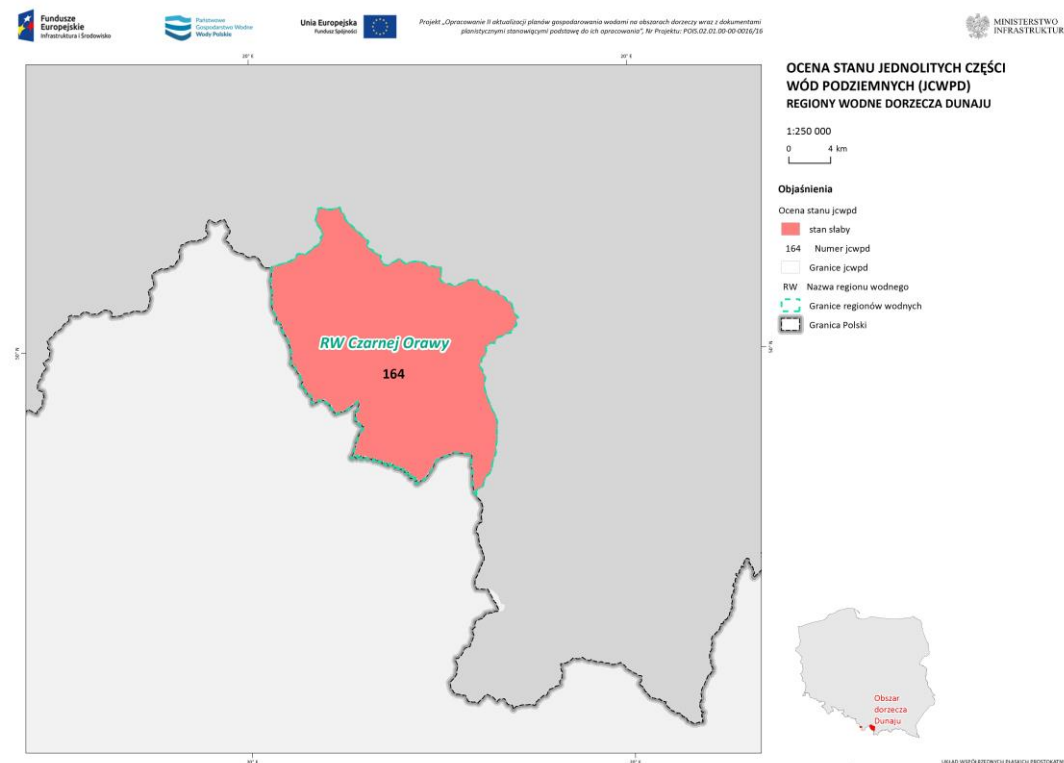 Fundusze
Europejskie
Infrastruktura i Środowisko
Państwowe
Gospodarstwo Wodne
Wody Polskie
Unia Europejska
Fundusz Spójności
Projekt „Opracowanie II aktualizacji planów gospodarowania wodami na obszarach dorzeczy wraz z dokumentami
planistycznymi stanowiącymi podstawę do ich opracowania”, Nr Projektu: POIS.02.01.00-00-0016/16
MINISTERSTWO
INFRASTRUKTUR
OCENA STANU JEDNOLITYCH CZĘŚCI
WÓD PODZIEMNYCH (JCWPD)
REGIONY WODNE DORZECZA DUNAJU
1:250 000
0 4 km
Objaśnienia
Ocena stanu jcwpd
stan słaby
164 Numer jcwpd
Granice jcwpd
RW Nazwa regionu wodnego
Granice regionów wodnych
Granica Polski
RW Czarnej Orawy
164
Obszar
dorzecza
Dunaju